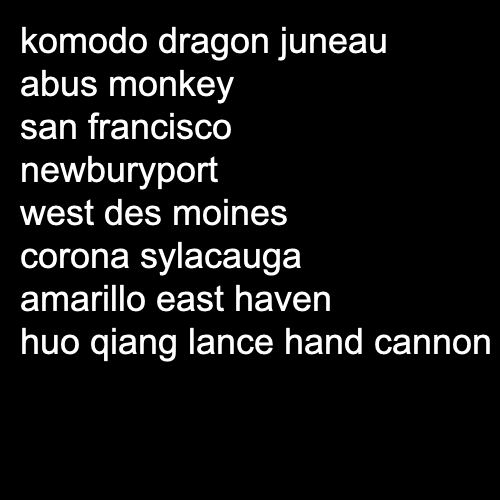 komodo dragon juneau
abus monkey
san francisco
newburyport
west des moines
corona sylacauga
amarillo east haven
huo qiang lance hand cannon